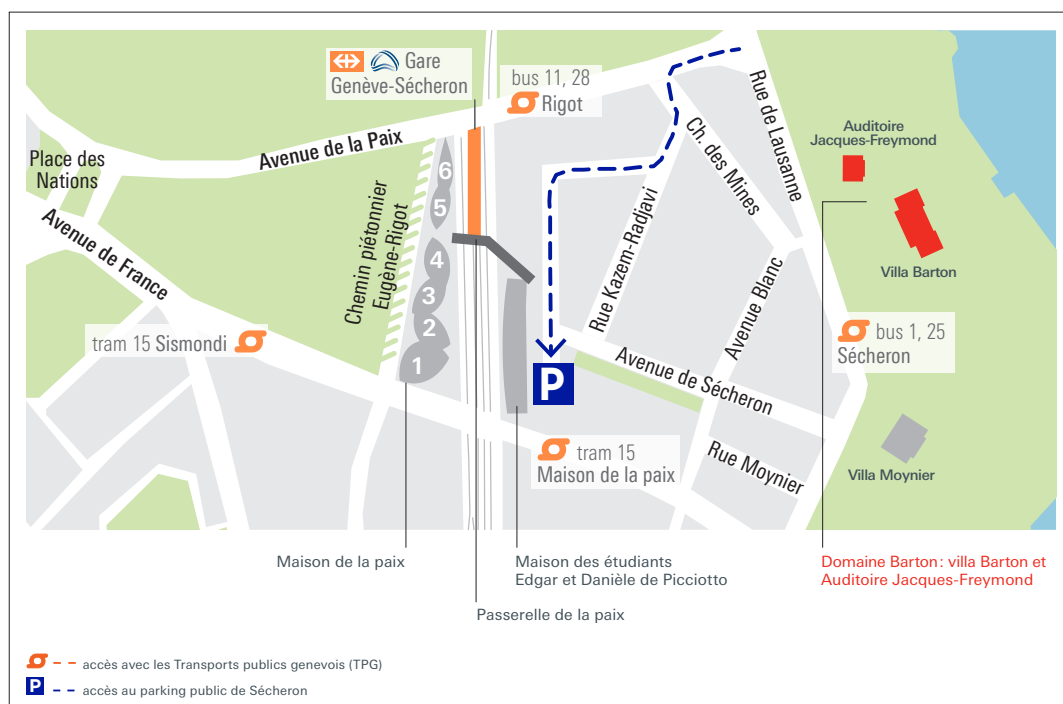 Gare
Genève-Sécheron
bus 11, 28
Rigot
Avenue de la Paix
Place des
Nations
Avenue de France
Chemin piétonnier
Eugène-Rigot
6
5
4
3
2
1
tram 15 Sismondi
Rue de Lausanne
Ch. des Mines
Rue Kazem-Radjavi
Avenue Blanc
Avenue de Sécheron
Rue Moynier
Auditoire
Jacques-Freymond
Villa Barton
bus 1, 25
Sécheron
Villa Moynier
P
tram 15
Maison de la paix
Maison de la paix
Maison des étudiants
Edgar et Danièle de Picciotto
Passerelle de la paix
Domaine Barton: villa Barton et
Auditoire Jacques-Freymond
accès avec les Transports publics genevois (TPG)
P accès au parking public de Sécheron